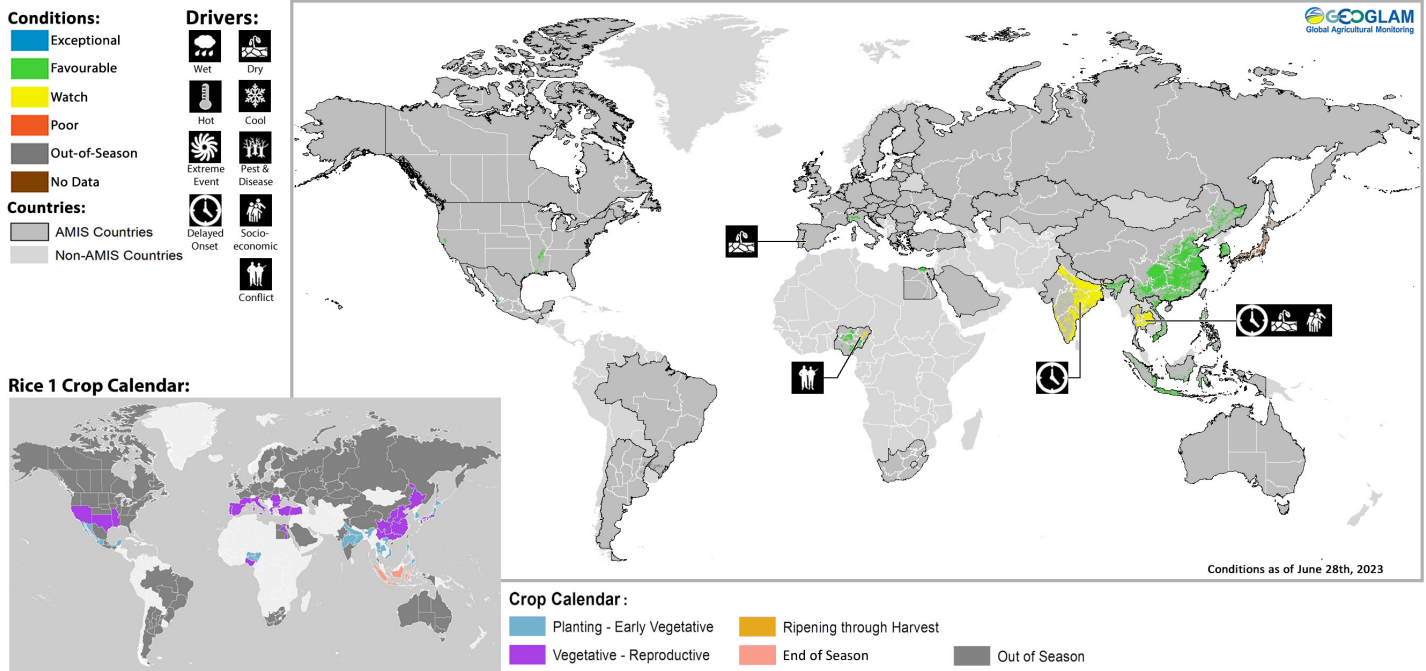 Conditions:
Exceptional
Favourable
Watch
Poor
Out-of-Season
No Data
Countries:
AMIS Countries
Non-AMIS Countries
Drivers:
Wet
Dry
Hot
Cool
Extreme
Event
Pest &
Disease
Delayed
Onset
Socio-
economic
Conflict
GEOGLAM
Global Agricultural Monitoring
Conditions as of June 28th, 2023
Rice 1 Crop Calendar:
Crop Calendar :
Planting - Early Vegetative
Ripening through Harvest
Vegetative - Reproductive
End of Season
Out of Season